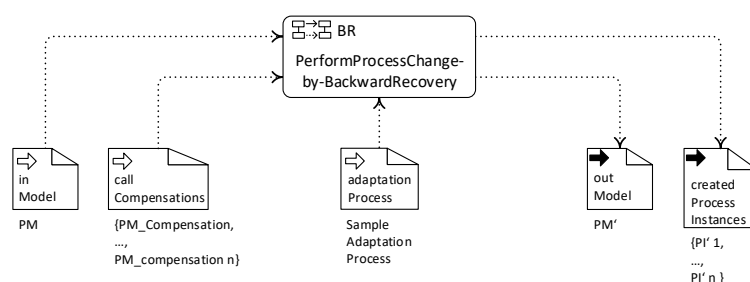 BR
PerformProcessChange-
by-BackwardRecovery
in
Model
call
Compensations
adaptation
Process
out
Model
created
Process
Instances
PM
{PM_Compensation,
...,
PM_compensation n}
Sample
Adaptation
Process
PM‘
{PI‘ 1,
...,
PI‘ n }